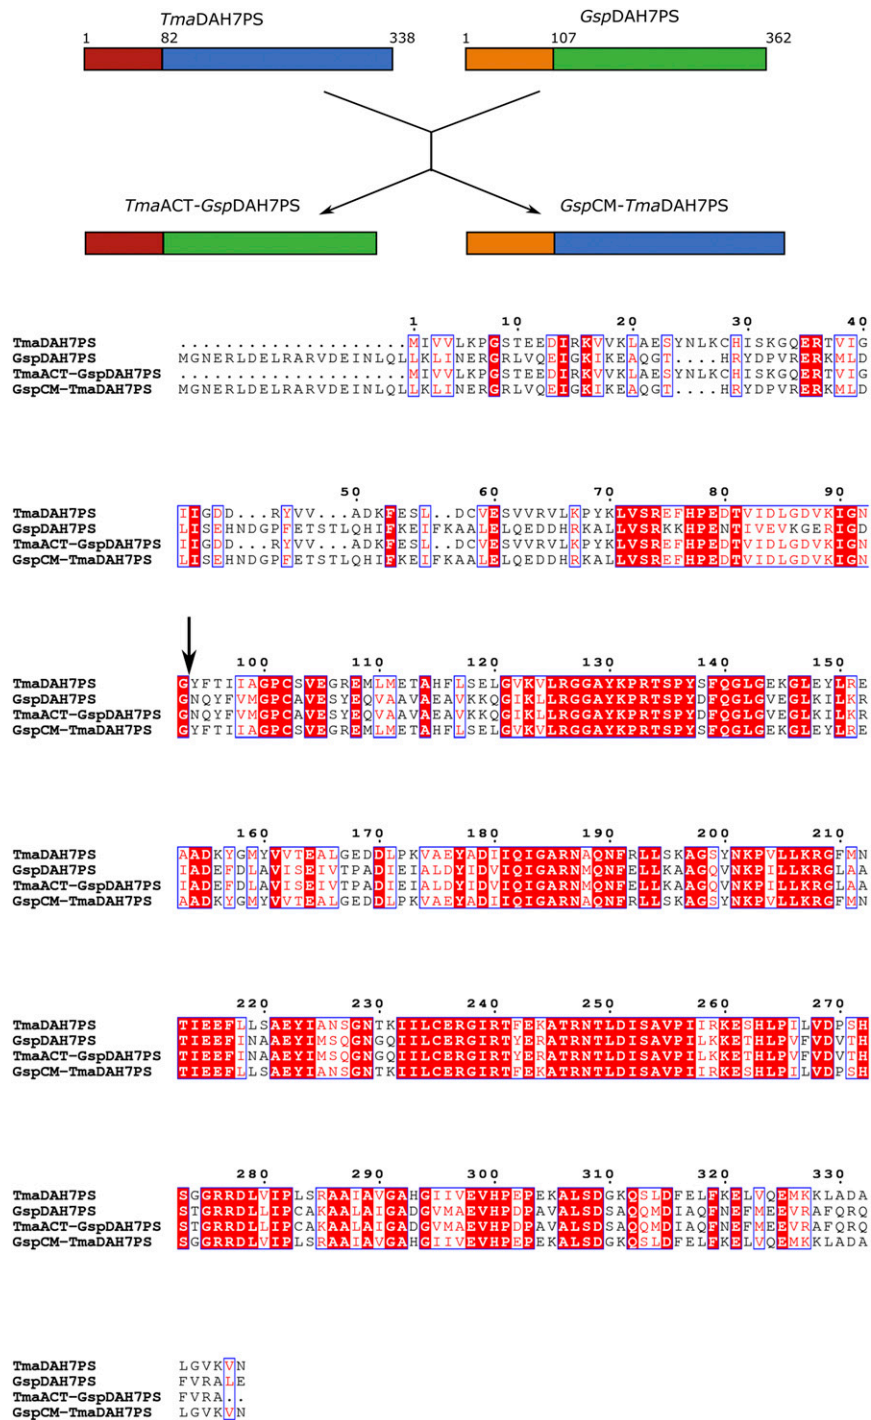 TmaDAH7PS GspDAH7PS
1 82 338 1 107 362
TmaACT-GspDAH7PS GspCM-TmaDAH7PS
1 10 20 30 40
TmaDAH7PS ....................MIVVLKPGSTEEDIRKVVKLAESYNLKCHISKGQERTVIG
GspDAH7PS MGNERLDELRARVDEINLQLLKLINERGRLVQEIGKIKEAQGT....HRYDPVRERKMLD
TmaACT-GspDAH7PS ....................MIVVLKPGSTEEDIRKVVKLAESYNLKCHISKGQERTVIG
GspCM-TmaDAH7PS MGNERLDELRARVDEINLQLLKLINERGRLVQEIGKIKEAQGT....HRYDPVRERKMLD
50 60 70 80 90
TmaDAH7PS IIGDD...RYVV...ADKFESL..DCVESVVRVLKPYKLVSREFHPEDTVIDLGDVKIGN
GspDAH7PS LISEHNDGPFETSTLQHIFKEIFKAALELQEDDHRKALLVSRKKHPENTIVEVKGERIGD
TmaACT-GspDAH7PS IIGDD...RYVV...ADKFESL..DCVESVVRVLKPYKLVSREFHPEDTVIDLGDVKIGN
GspCM-TmaDAH7PS LISEHNDGPFETSTLQHIFKEIFKAALELQEDDHRKALLVSREFHPEDTVIDLGDVKIGN
100 110 120 130 140 150
TmaDAH7PS GYFTIIAGPCSVEGREMLMETAHFLSELGVKVLRGGAYKPRTSPYSFQGLGEKGLEYLRE
GspDAH7PS GNQYFVMGPCAVESYEQVAAVAEAVKKQGIKLLRGGAYKPRTSPYDFQGLGVEGLKILKR
TmaACT-GspDAH7PS GNQYFVMGPCAVESYEQVAAVAEAVKKQGIKLLRGGAYKPRTSPYDFQGLGVEGLKILKR
GspCM-TmaDAH7PS GYFTIIAGPCSVEGREMLMETAHFLSELGVKVLRGGAYKPRTSPYSFQGLGEKGLEYLRE
160 170 180 190 200 210
TmaDAH7PS AADKYGMYVVTEALGEDDLPKVAEYADIIQIGARNAQNFRLLSKAGSYNKPVLLKRGFMN
GspDAH7PS IADEFDLAVISEIVTPADIEIALDYIDVIQIGARNMQNFELLKAAGQVNKPILLKRGLAA
TmaACT-GspDAH7PS IADEFDLAVISEIVTPADIEIALDYIDVIQIGARNMQNFELLKAAGQVNKPILLKRGLAA
GspCM-TmaDAH7PS AADKYGMYVVTEALGEDDLPKVAEYADIIQIGARNAQNFRLLSKAGSYNKPVLLKRGFMN
220 230 240 250 260 270
TmaDAH7PS TIEEFLLSAEYIANSGNTKIILCERGIRTFEKATRNTLDISAVPIIRKESHLPILVDPSH
GspDAH7PS TIEEFINAAEYIMSQGNGQIILCERGIRTYERATRNTLDISAVPILKKETHLPVFVDVTH
TmaACT-GspDAH7PS TIEEFINAAEYIMSQGNGQIILCERGIRTYERATRNTLDISAVPILKKETHLPVFVDVTH
GspCM-TmaDAH7PS TIEEFLLSAEYIANSGNTKIILCERGIRTFEKATRNTLDISAVPIIRKESHLPILVDPSH
280 290 300 310 320 330
TmaDAH7PS SGGRRDLVIPLSRAAIAVGAHGIIVEVHPEPEKALSDGKQSLDFELFKELVQEMKKLADA
GspDAH7PS STGRRDLLIPCAKAALAIGADGVMAEVHPDPAVALSDSAQQMDIAQFNEFMEEVRAFQRQ
TmaACT-GspDAH7PS STGRRDLLIPCAKAALAIGADGVMAEVHPDPAVALSDSAQQMDIAQFNEFMEEVRAFQRQ
GspCM-TmaDAH7PS SGGRRDLVIPLSRAAIAVGAHGIIVEVHPEPEKALSDGKQSLDFELFKELVQEMKKLADA
TmaDAH7PS LGVKVN
GspDAH7PS FVRALE
TmaACT-GspDAH7PS FVRA..
GspCM-TmaDAH7PS LGVKVN